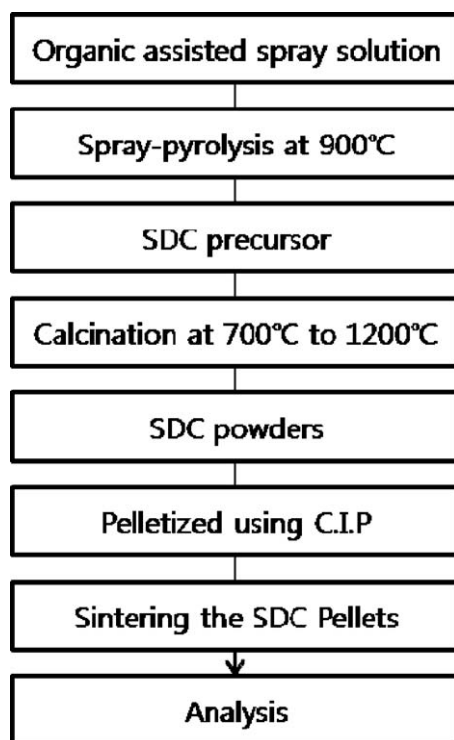 Organic assisted spray solution
Spray-pyrolysis at 900℃
SDC precursor
Calcination at 700℃ to 1200℃
SDC powders
Pelletized using C.I.P
Sintering the SDC Pellets
Analysis